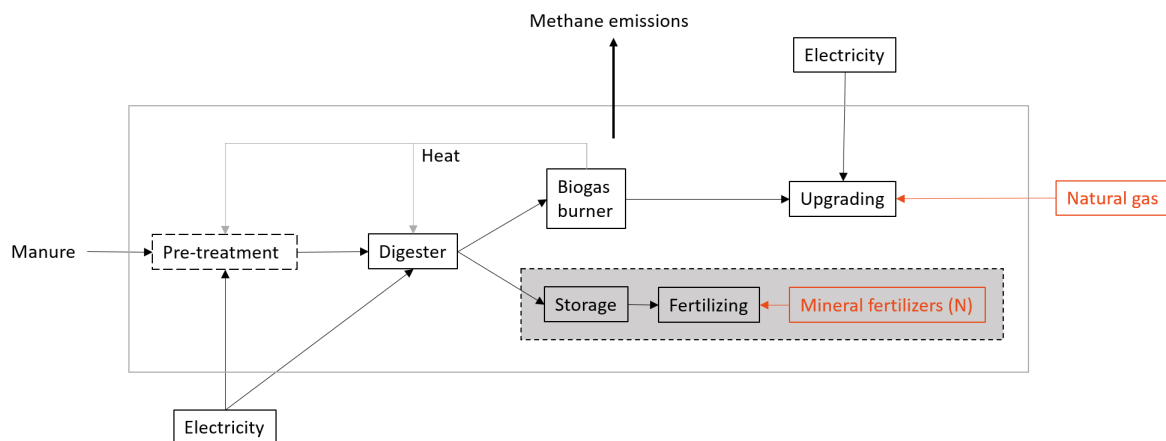 Methane emissions
Electricity
Heat
Biogas
burner
Upgrading
Natural gas
Manure
Pre-treatment
Digester
Storage
Fertilizing
Mineral fertilizers (N)
Electricity